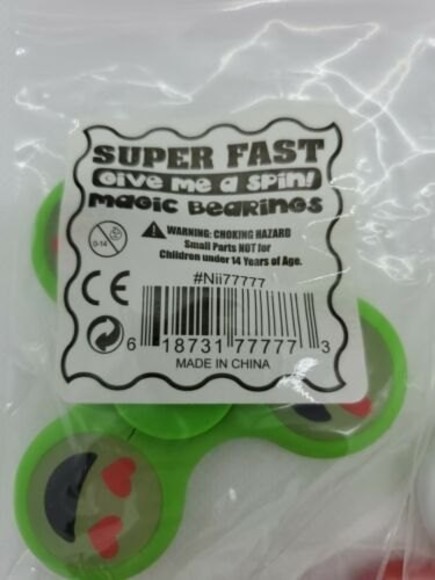 SUPER FAST
Give me a spin!
MAGIC BEARINGS
0-14
WARNING: CHOKING HAZARD
Small Parts NOT for
Children under 14 Years of Age.
#Nii77777
CE
6 18731 77777 3
MADE IN CHINA